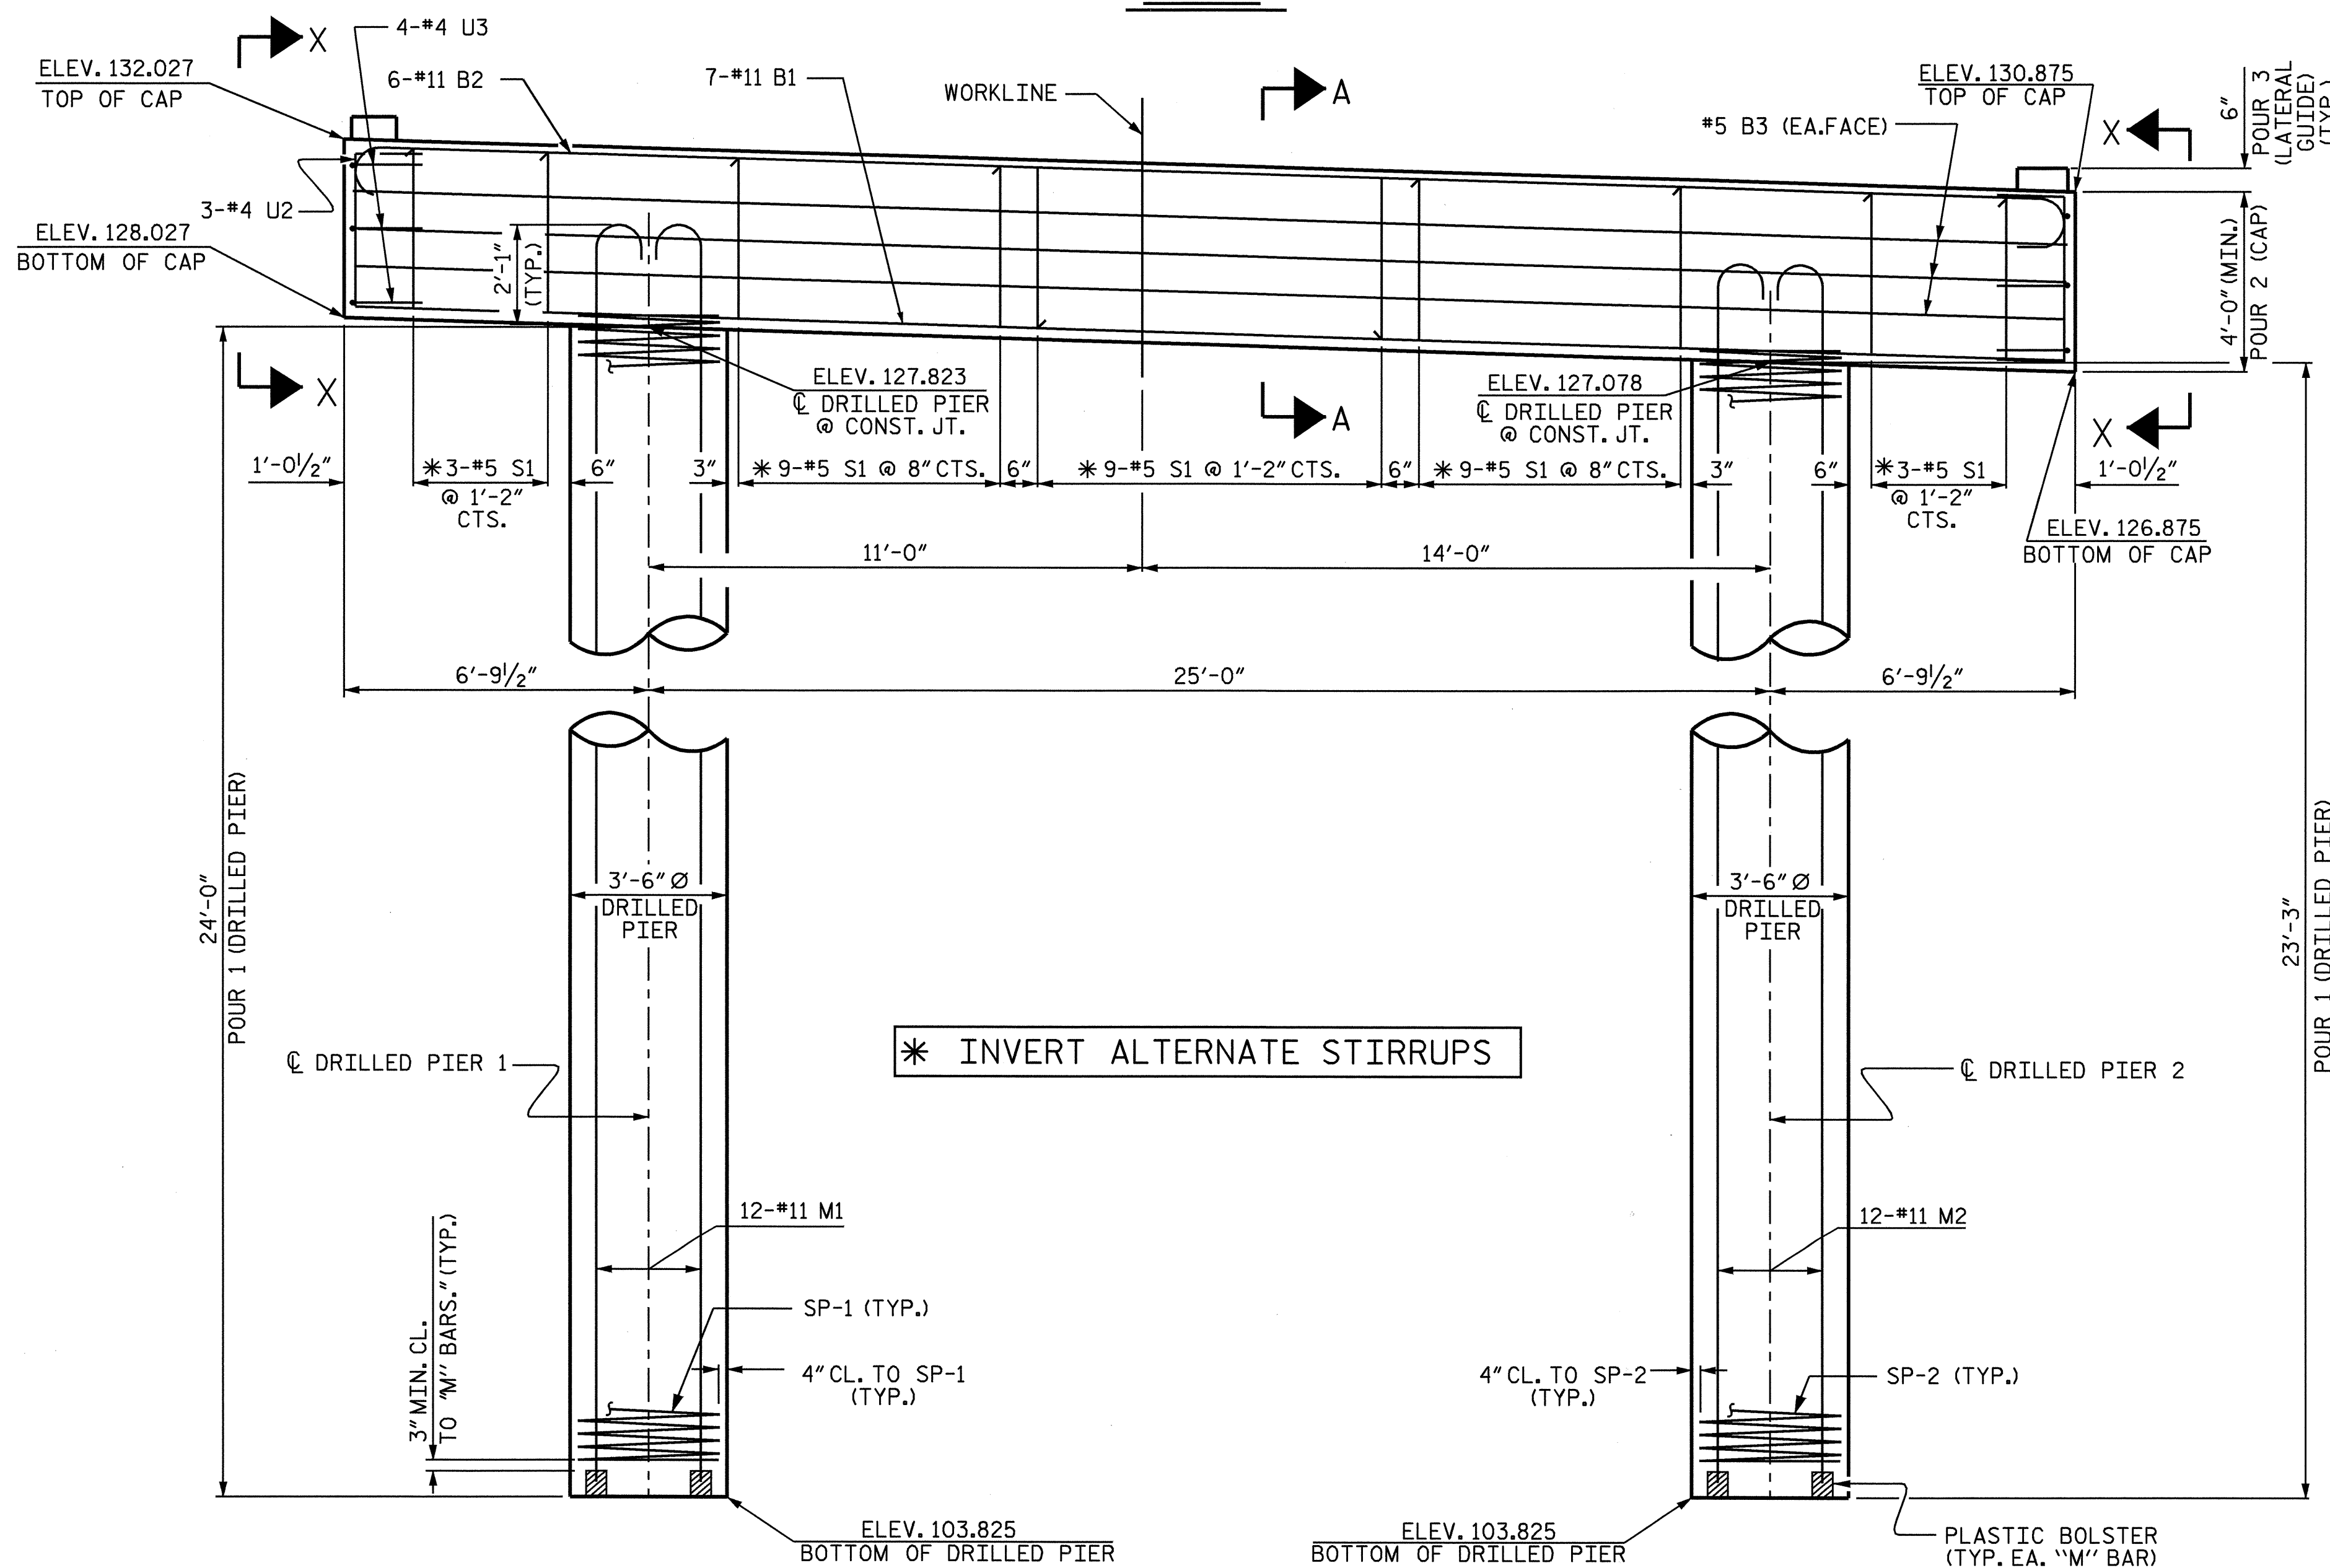 4-#4 U3
X
ELEV. 132.027
TOP OF CAP
6-#11 B2
7-#11 B1
WORKLINE
A
ELEV. 130.875
TOP OF CAP
#5 B3 (EA.FACE)
X
6"
POUR 3
(LATERAL
GUIDE)
(TYP.)
3-#4 U2
ELEV. 128.027
BOTTOM OF CAP
2'-1"
(TYP.)
4'-0" (MIN.)
POUR 2 (CAP)
X
ELEV. 127.823
℄ DRILLED PIER
@ CONST. JT.
A
ELEV. 127.078
℄ DRILLED PIER
@ CONST. JT.
X
1'-0 1/2"
* 3-#5 S1
@ 1'-2"
CTS.
6"
3"
* 9-#5 S1 @ 8" CTS.
6"
* 9-#5 S1 @ 1'-2" CTS.
6"
* 9-#5 S1 @ 8" CTS.
3"
6"
* 3-#5 S1
@ 1'-2"
CTS.
1'-0 1/2"
ELEV. 126.875
BOTTOM OF CAP
11'-0"
14'-0"
6'-9 1/2"
25'-0"
6'-9 1/2"
24'-0"
POUR 1 (DRILLED PIER)
3'-6" Ø
DRILLED
PIER
3'-6" Ø
DRILLED
PIER
23'-3"
POUR 1 (DRILLED PIER)
* INVERT ALTERNATE STIRRUPS
℄ DRILLED PIER 1
℄ DRILLED PIER 2
12-#11 M1
12-#11 M2
3" MIN. CL.
TO "M" BARS." (TYP.)
SP-1 (TYP.)
4" CL. TO SP-1
(TYP.)
4" CL. TO SP-2
(TYP.)
SP-2 (TYP.)
ELEV. 103.825
BOTTOM OF DRILLED PIER
ELEV. 103.825
BOTTOM OF DRILLED PIER
PLASTIC BOLSTER
(TYP. EA. "M" BAR)